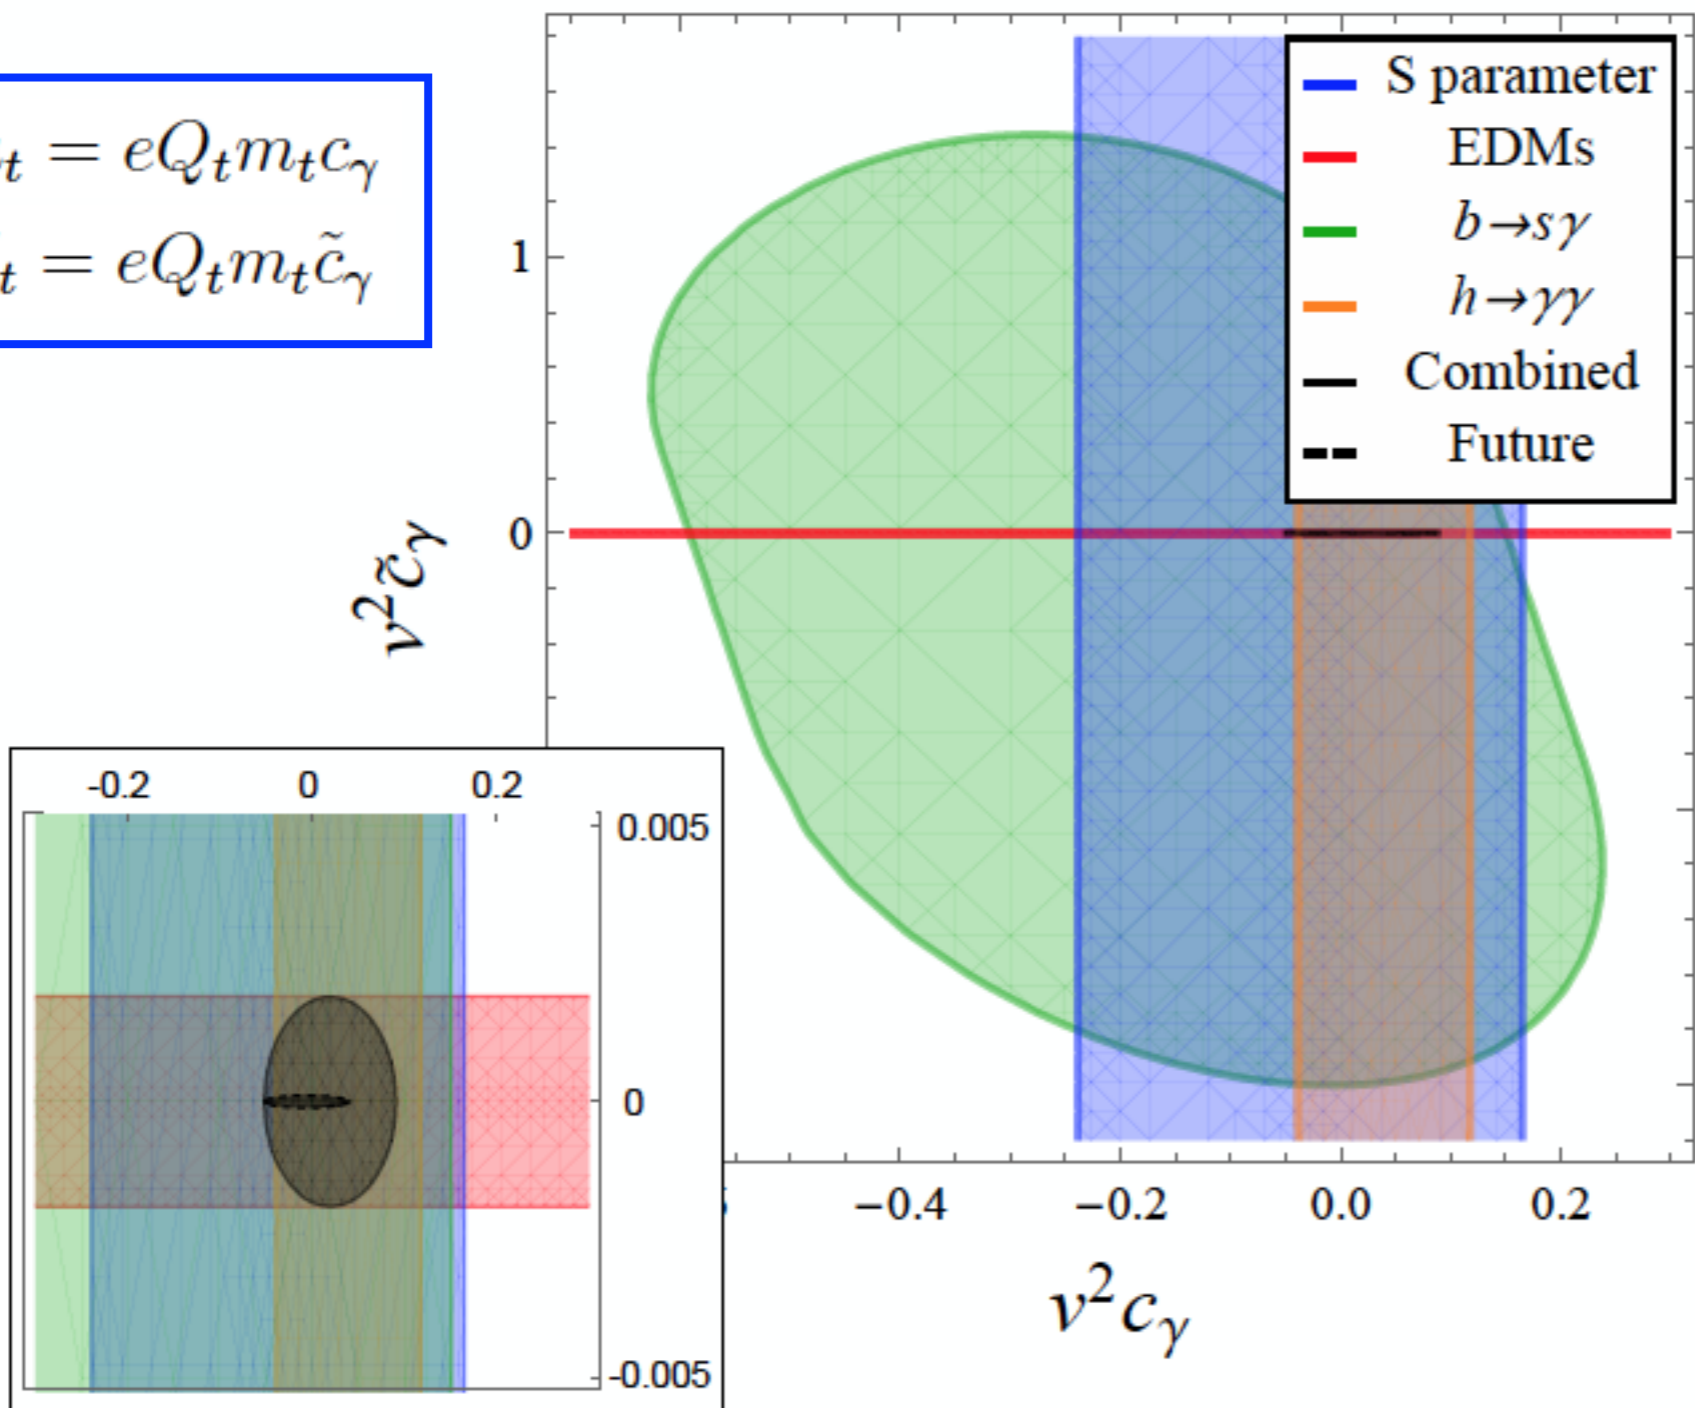 t = eQ_t m_t c_γ
t = eQ_t m_t c̃_γ
S parameter
EDMs
b→sγ
h→γγ
Combined
Future
1
0
v²c̃_γ
−0.4
−0.2
0.0
0.2
v²c_γ
-0.2
0
0.2
0.005
0
-0.005